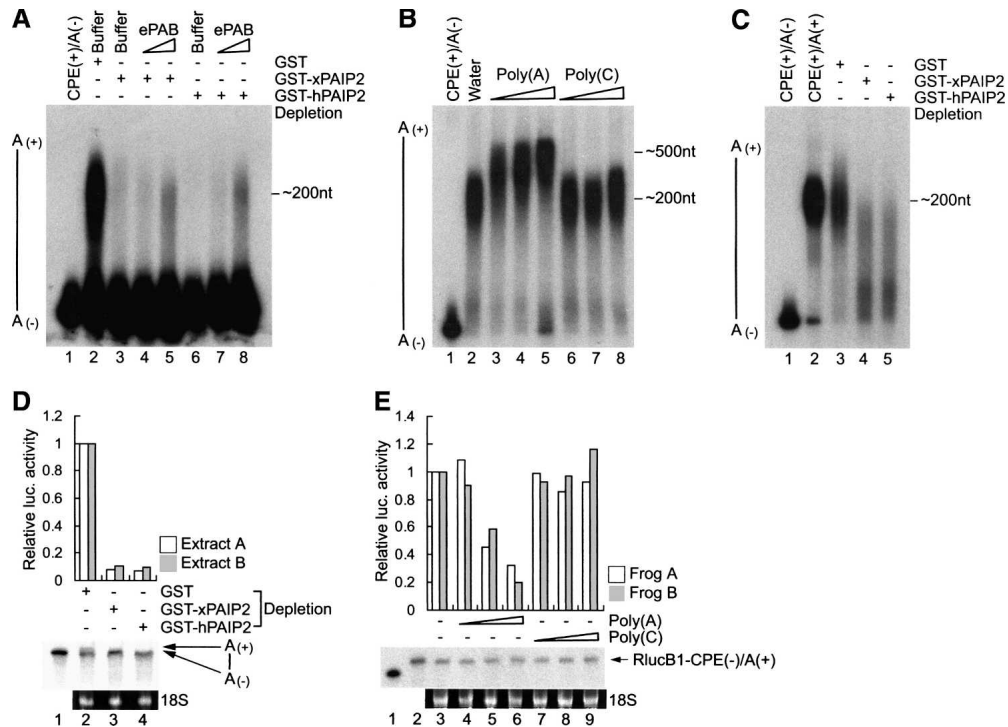 A
CPE(+)/A(-)
Buffer
Buffer
ePAB
Buffer
ePAB
+ - - - - - - GST
- + + + - - - GST-xPAIP2
- - - - + + + GST-hPAIP2
Depletion
A (+)
A (-)
~200nt
1 2 3 4 5 6 7 8
B
CPE(+)/A(-)
Water
Poly(A)
Poly(C)
A (+)
A (-)
~500nt
~200nt
1 2 3 4 5 6 7 8
C
CPE(+)/A(-)
CPE(+)/A(+)
+ - - GST
- + - GST-xPAIP2
- - + GST-hPAIP2
Depletion
A (+)
A (-)
~200nt
1 2 3 4 5
D
Relative luc. activity
1.2
1
0.8
0.6
0.4
0.2
0
Extract A
Extract B
+ - - GST
- + - GST-xPAIP2
- - + GST-hPAIP2
Depletion
A(+)
A(-)
18S
1 2 3 4
E
Relative luc. activity
1.2
1
0.8
0.6
0.4
0.2
0
Frog A
Frog B
- - - - Poly(A)
- - - - Poly(C)
RlucB1-CPE(-)/A(+)
18S
1 2 3 4 5 6 7 8 9